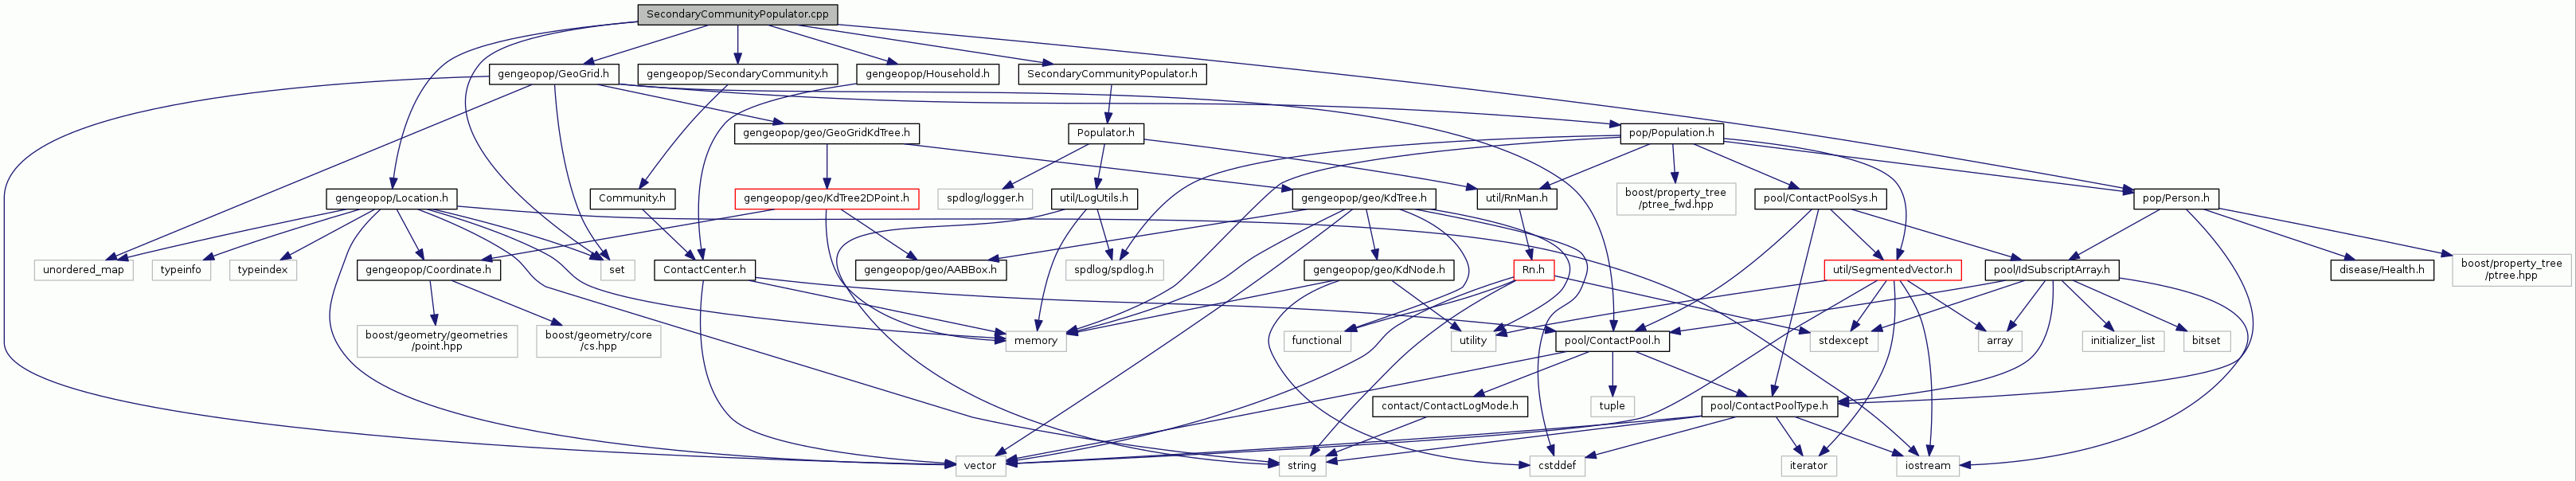 SecondaryCommunityPopulator.cpp
gengeopop/GeoGrid.h
gengeopop/SecondaryCommunity.h
gengeopop/Household.h
SecondaryCommunityPopulator.h
gengeopop/geo/GeoGridKdTree.h
Populator.h
pop/Population.h
gengeopop/Location.h
Community.h
gengeopop/geo/KdTree2DPoint.h
spdlog/logger.h
util/LogUtils.h
gengeopop/geo/KdTree.h
util/RnMan.h
boost/property_tree
/ptree_fwd.hpp
pool/ContactPoolSys.h
pop/Person.h
unordered_map
typeinfo
typeindex
gengeopop/Coordinate.h
set
ContactCenter.h
gengeopop/geo/AABBox.h
spdlog/spdlog.h
gengeopop/geo/KdNode.h
Rn.h
util/SegmentedVector.h
pool/IdSubscriptArray.h
disease/Health.h
boost/property_tree
/ptree.hpp
boost/geometry/geometries
/point.hpp
boost/geometry/core
/cs.hpp
memory
functional
utility
pool/ContactPool.h
stdexcept
array
initializer_list
bitset
contact/ContactLogMode.h
tuple
pool/ContactPoolType.h
vector
string
cstddef
iterator
iostream